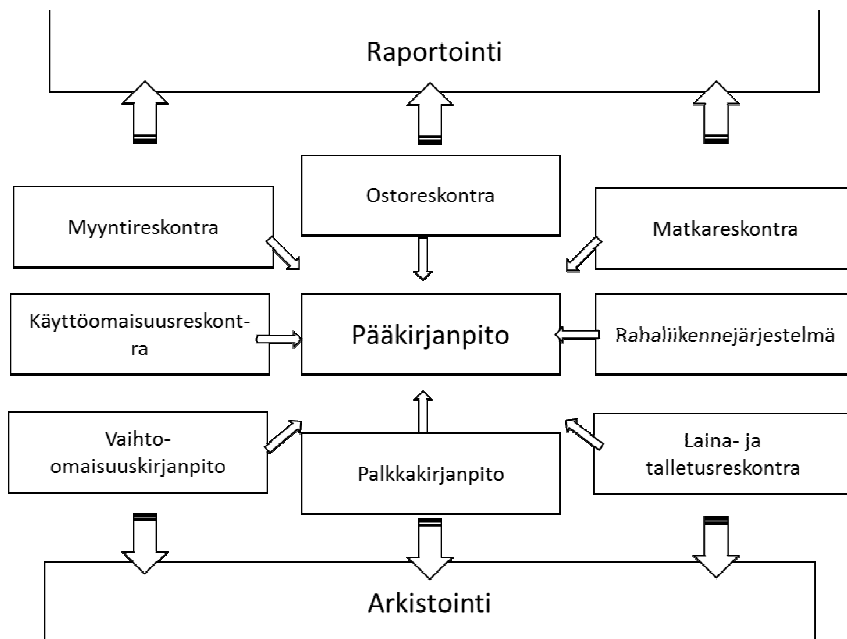 Raportointi
Ostoreskontra
Myyntireskontra
Matkareskontra
Käyttöomaisuusreskont-
ra
Pääkirjanpito
Rahaliikennejärjestelmä
Vaihto-
omaisuuskirjanpito
Palkkakirjanpito
Laina- ja
talletusreskontra
Arkistointi